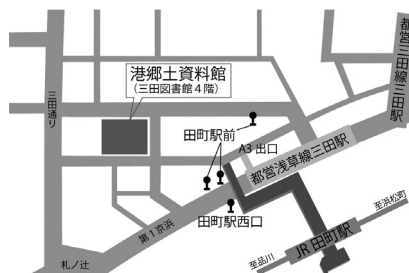 港郷土資料館
(三田図書館４階)
都営三田線三田駅
三田通り
田町駅前
A3 出口
都営浅草線三田駅
田町駅西口
第１京浜
札ノ辻
至浜松町
JR 田町駅
至品川